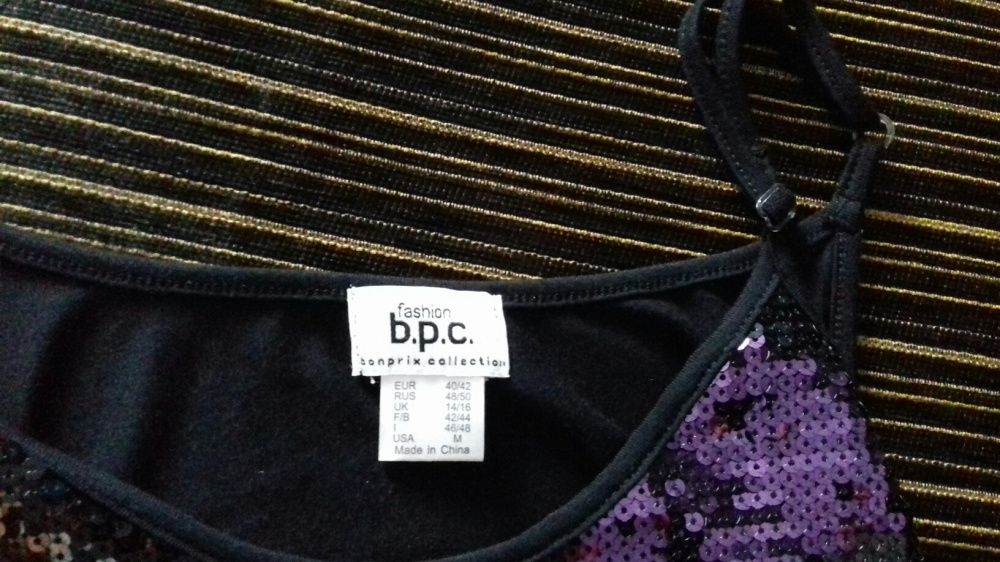 fashion
b.p.c.
bonprix collection
EUR 40/42
RUS 48/50
UK 14/16
F/B 42/44
I 46/48
USA M
Made in China